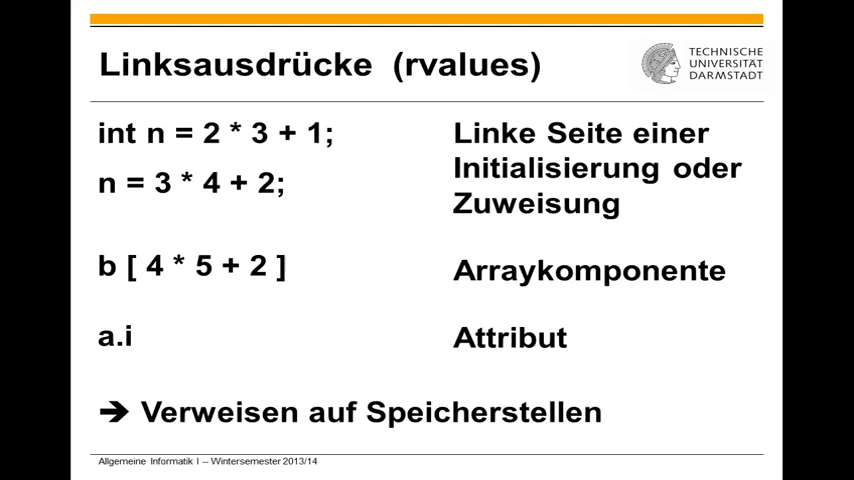 Linksausdrücke (rvalues)
TECHNISCHE
UNIVERSITÄT
DARMSTADT
int n = 2 * 3 + 1;
n = 3 * 4 + 2;
Linke Seite einer
Initialisierung oder
Zuweisung
b [ 4 * 5 + 2 ]
Arraykomponente
a.i
Attribut
➔ Verweisen auf Speicherstellen
Allgemeine Informatik I -- Wintersemester 2013/14